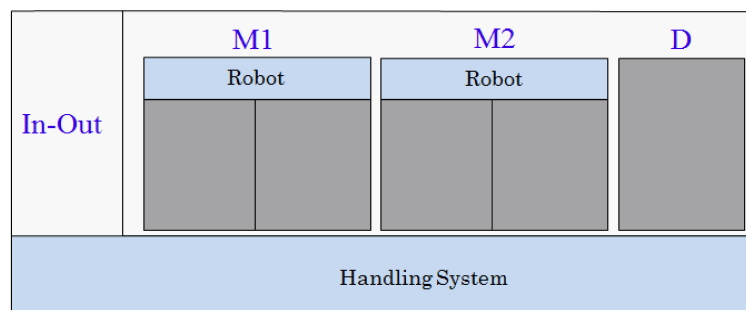 M1
M2
D
Robot
Robot
In-Out
Handling System